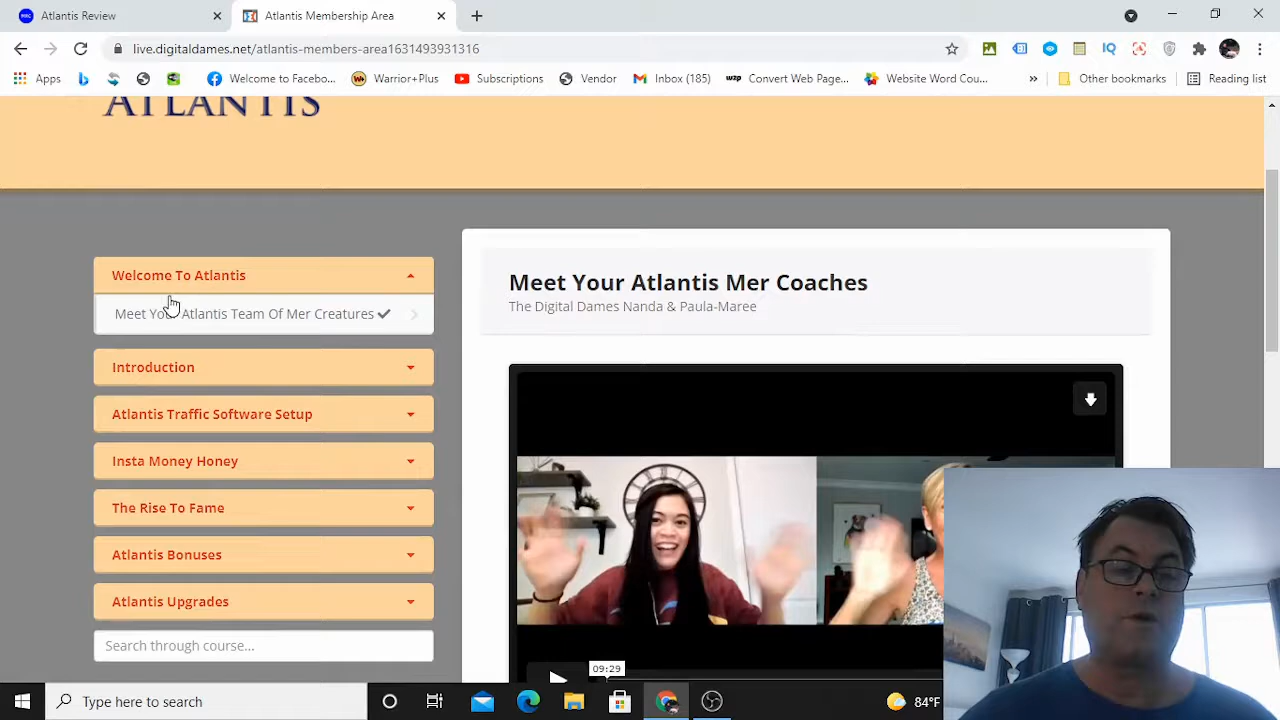 Atlantis Review
Atlantis Membership Area
live.digitaldames.net/atlantis-members-area1631493931316
Apps
Welcome to Facebo...
Warrior+Plus
Subscriptions
Vendor
Inbox (185)
Convert Web Page...
Website Word Cou...
Other bookmarks
Reading list
ATLANTIS
Welcome To Atlantis
Meet Yo Atlantis Team Of Mer Creatures
Introduction
Atlantis Traffic Software Setup
Insta Money Honey
The Rise To Fame
Atlantis Bonuses
Atlantis Upgrades
Search through course...
Meet Your Atlantis Mer Coaches
The Digital Dames Nanda & Paula-Maree
09:29
Type here to search
84°F